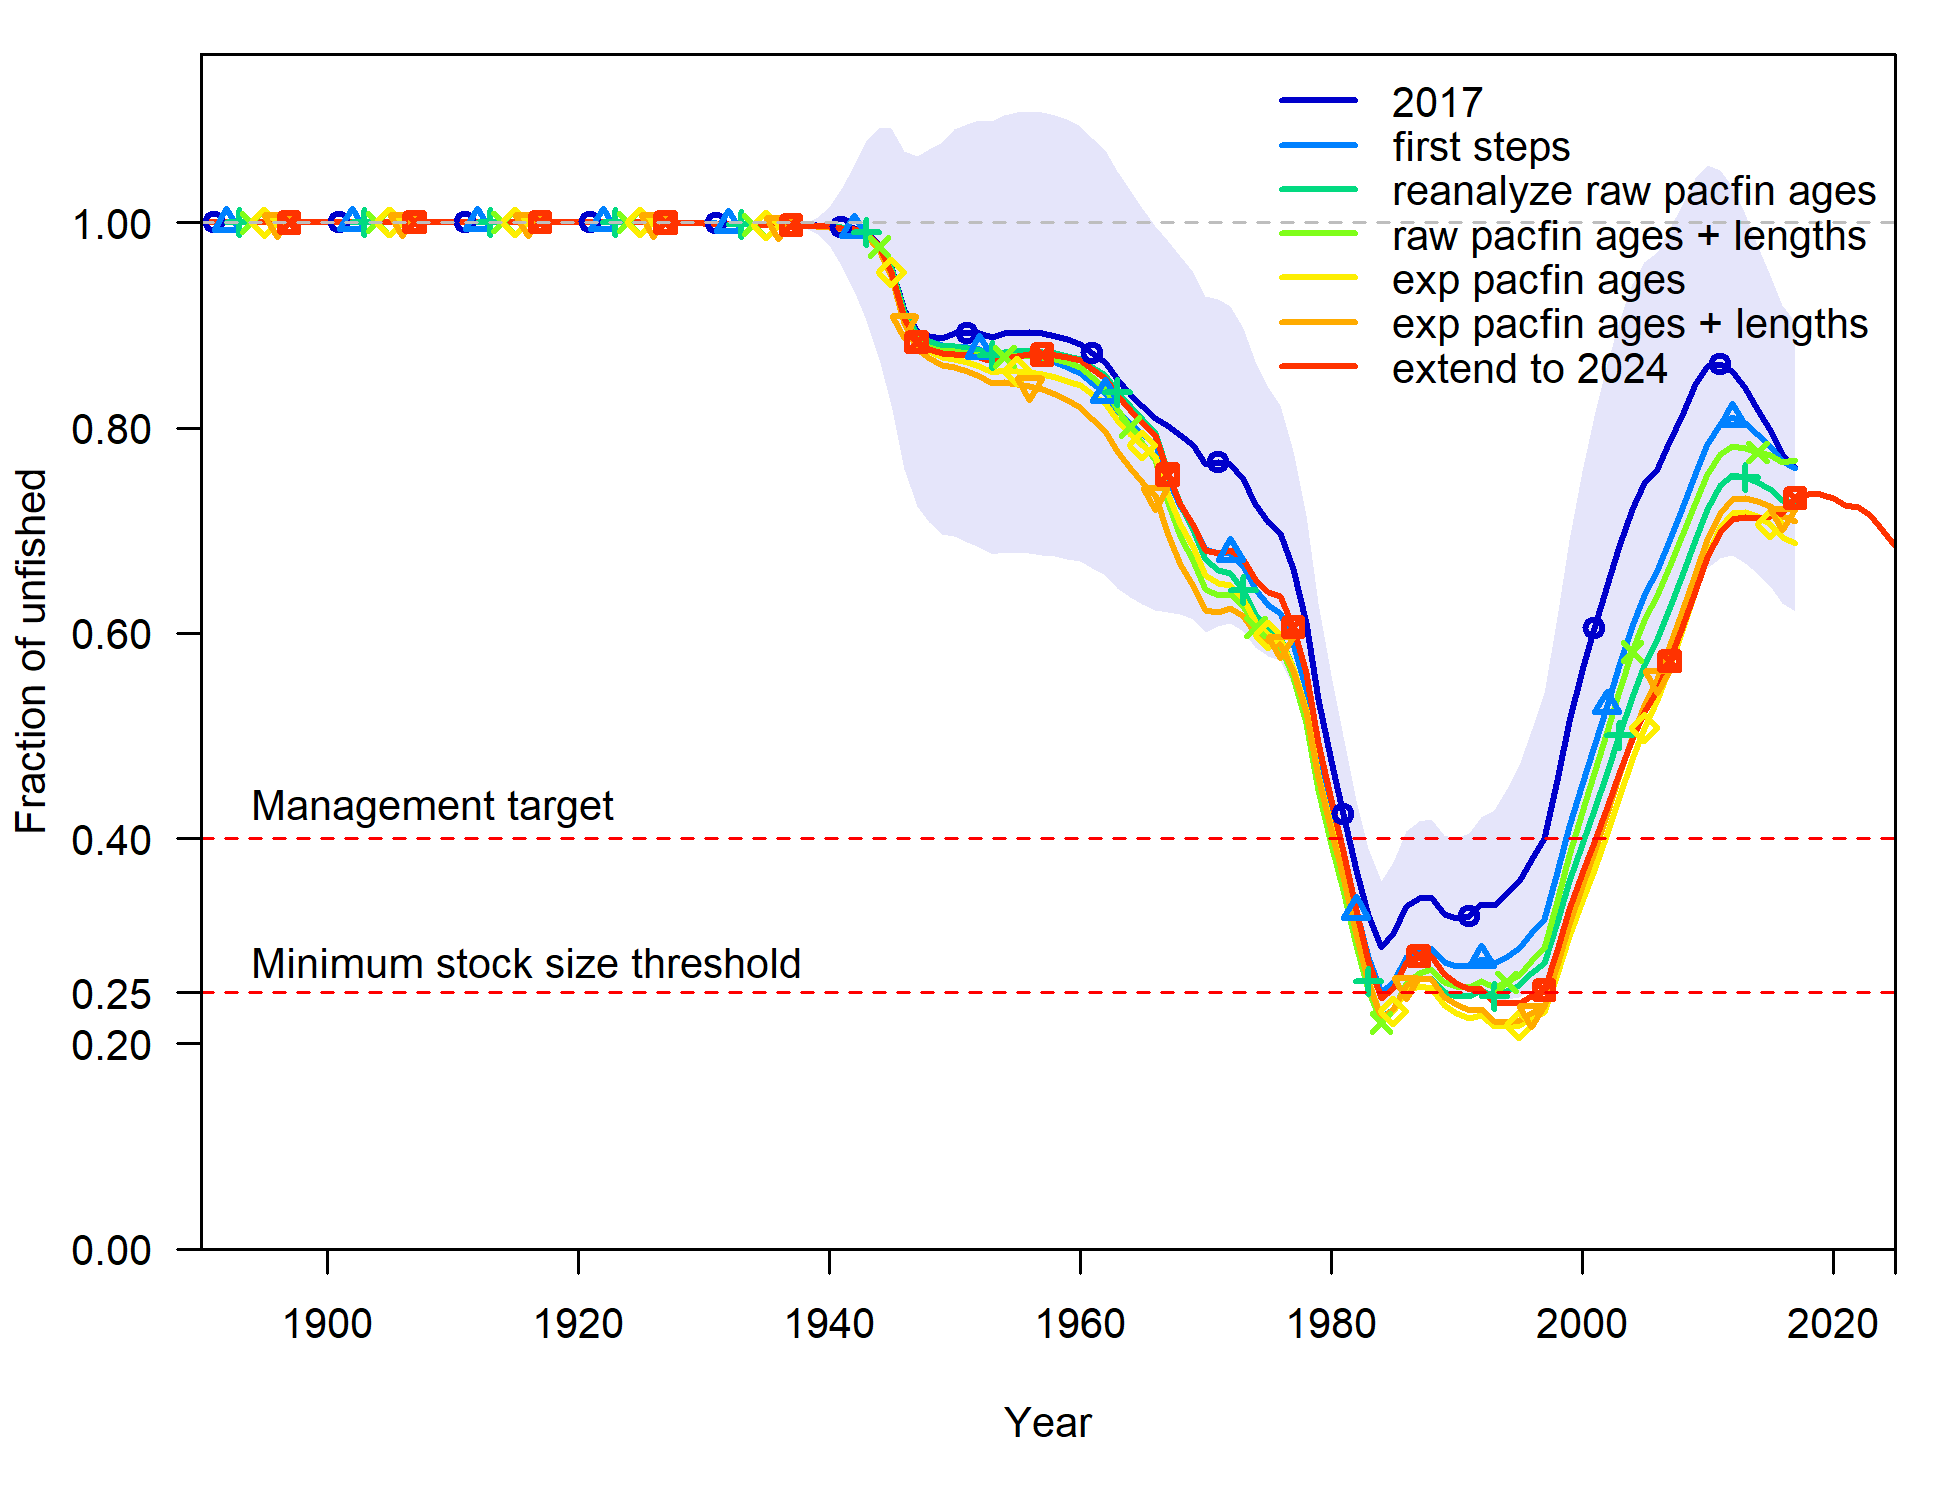 2017
first steps
reanalyze raw pacfin ages
raw pacfin ages + lengths
exp pacfin ages
exp pacfin ages + lengths
extend to 2024
1.00
0.80
0.60
0.40
0.25
0.20
0.00
Fraction of unfished
Management target
Minimum stock size threshold
1900
1920
1940
1960
1980
2000
2020
Year